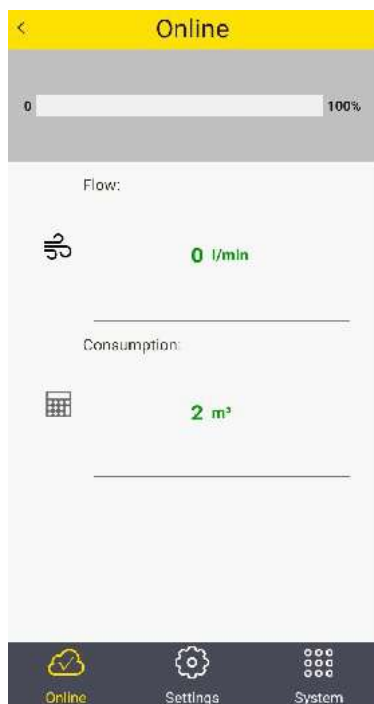 Online
0 100%
Flow:
0 l/min
Consumption:
2 m³
Online Settings System